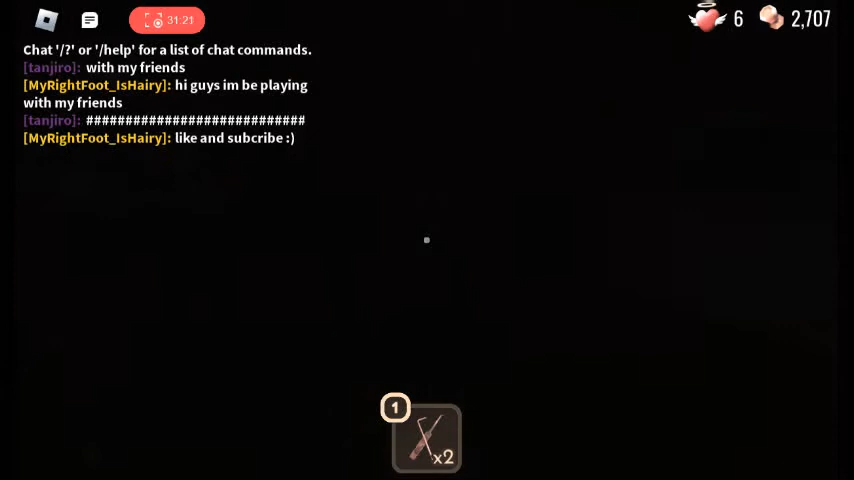 31:21
6
2,707
Chat '/?' or '/help' for a list of chat commands.
[tanjiro]: with my friends
[MyRightFoot_IsHairy]: hi guys im be playing
with my friends
[tanjiro]: ############################
[MyRightFoot_IsHairy]: like and subcribe :)
1
x2